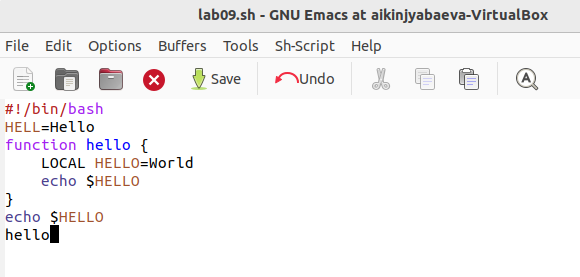 lab09.sh - GNU Emacs at aikinjyabaeva-VirtualBox
File Edit Options Buffers Tools Sh-Script Help
Save Undo
#!/bin/bash
HELL=Hello
function hello {
    LOCAL HELLO=World
    echo $HELLO
}
echo $HELLO
hello